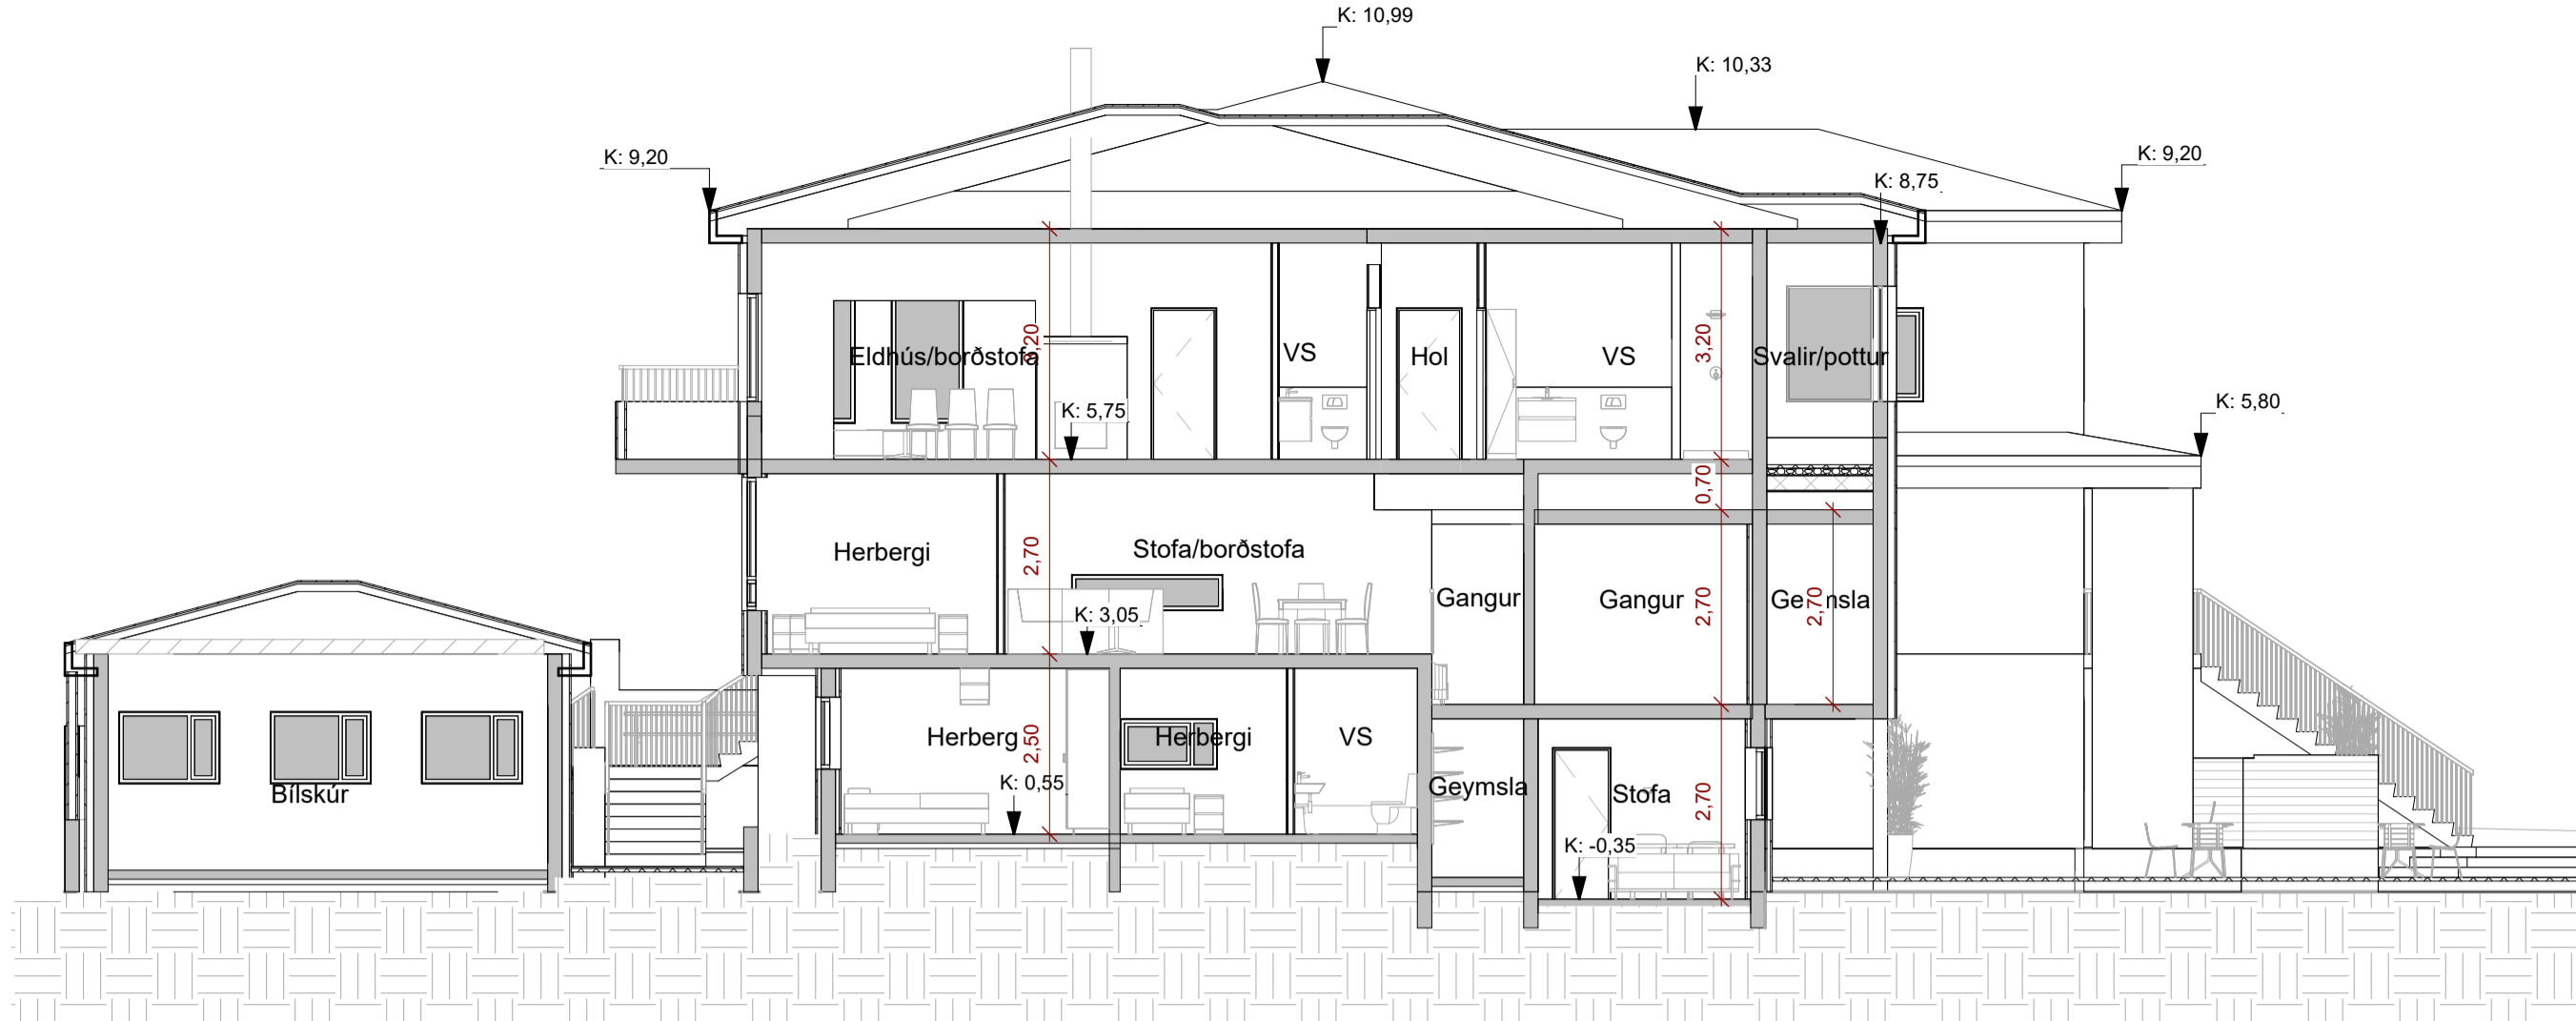 K: 10,99
K: 10,33
K: 9,20
K: 9,20
K: 8,75
Eldhús/borðstofa
3,20
VS
Hol
VS
3,20
Svalir/pottur
K: 5,75
K: 5,80
0,70
Herbergi
2,70
Stofa/borðstofa
Gangur
Gangur
2,70
Geymsla
2,70
K: 3,05
Herberg
2,50
Herbergi
VS
K: 0,55
Geymsla
Stofa
2,70
Bílskúr
K: -0,35